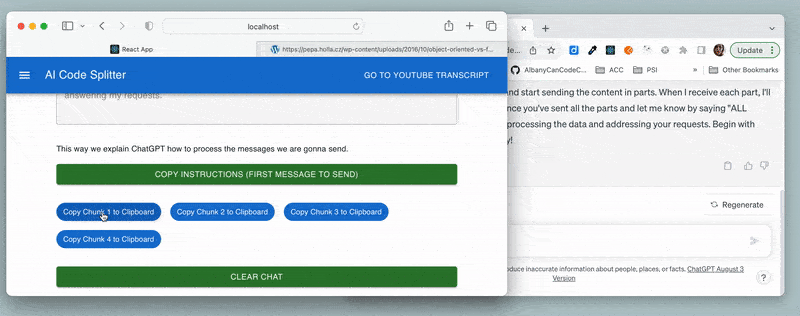 localhost
React App
https://pepa.holla.cz/wp-content/uploads/2016/10/object-oriented-vs-f...
AI Code Splitter
GO TO YOUTUBE TRANSCRIPT
answering my requests.
This way we explain ChatGPT how to process the messages we are gonna send.
COPY INSTRUCTIONS (FIRST MESSAGE TO SEND)
Copy Chunk 1 to Clipboard
Copy Chunk 2 to Clipboard
Copy Chunk 3 to Clipboard
Copy Chunk 4 to Clipboard
CLEAR CHAT
de...
Update
AlbanyCanCodeC...
ACC
PSI
»
Other Bookmarks
and start sending the content in parts. When I receive each part, I'll
nce you've sent all the parts and let me know by saying "ALL
processing the data and addressing your requests. Begin with
y!
Regenerate
oduce inaccurate information about people, places, or facts. ChatGPT August 3
Version
?